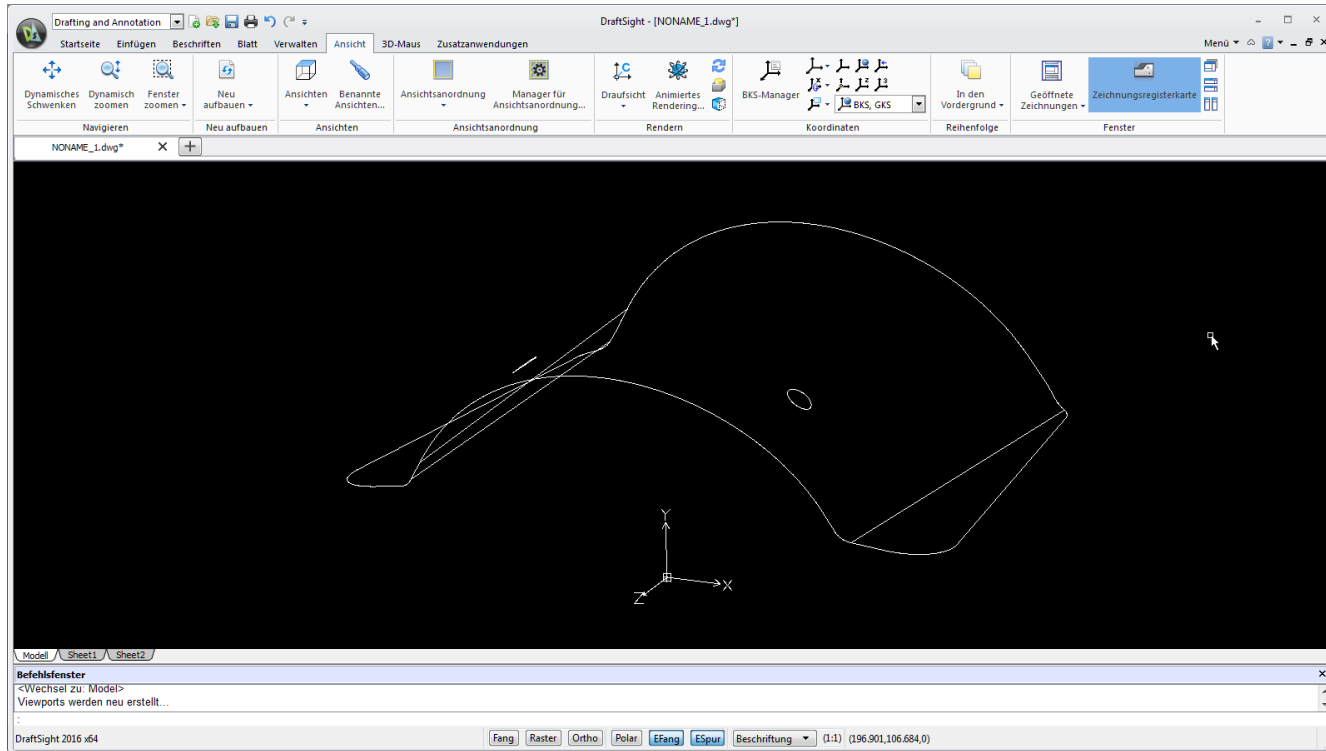 Drafting and Annotation
DraftSight - [NONAME_1.dwg*]
Startseite Einfügen Beschriften Blatt Verwalten Ansicht 3D-Maus Zusatzanwendungen Menü
Dynamisches Schwenken
Dynamisch zoomen
Fenster zoomen
Neu aufbauen
Ansichten
Benannte Ansichten...
Ansichtsanordnung
Manager für Ansichtsanordnung...
Draufsicht
Animiertes Rendering...
BKS-Manager
BKS, GKS
In den Vordergrund
Geöffnete Zeichnungen
Zeichnungsregisterkarte
Navigieren Neu aufbauen Ansichten Ansichtsanordnung Rendern Koordinaten Reihenfolge Fenster
NONAME_1.dwg*
Y
X
Z
Modell Sheet1 Sheet2
Befehlsfenster
<Wechsel zu: Model>
Viewports werden neu erstellt...
:
DraftSight 2016 x64 Fang Raster Ortho Polar EFang ESpur Beschriftung (1:1) (196.901,106.684,0)